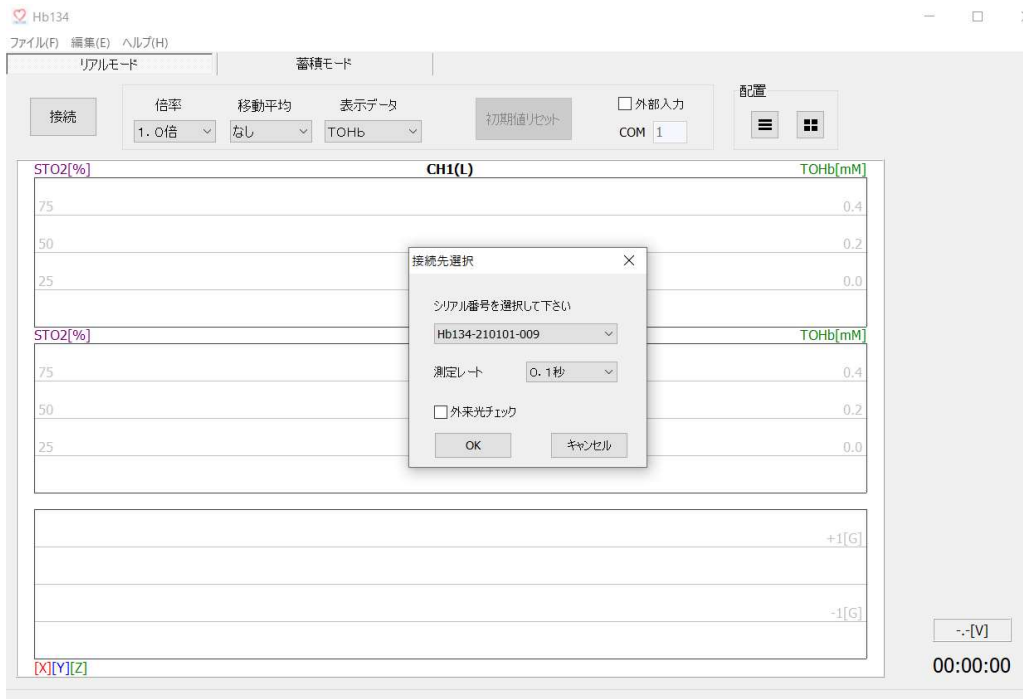 Hb134
ファイル(F) 編集(E) ヘルプ(H)
リアルモード 蓄積モード
接続
倍率 移動平均 表示データ
1.0倍 なし TOHb
初期値リセット
外部入力
COM 1
配置
STO2[%] CH1(L) TOHb[mM]
75 0.4
50 0.2
25 0.0
STO2[%] TOHb[mM]
75 0.4
50 0.2
25 0.0
接続先選択
シリアル番号を選択して下さい
Hb134-210101-009
測定レート 0.1秒
外来光チェック
OK キャンセル
+1[G]
-1[G]
[X][Y][Z]
-.-[V]
00:00:00